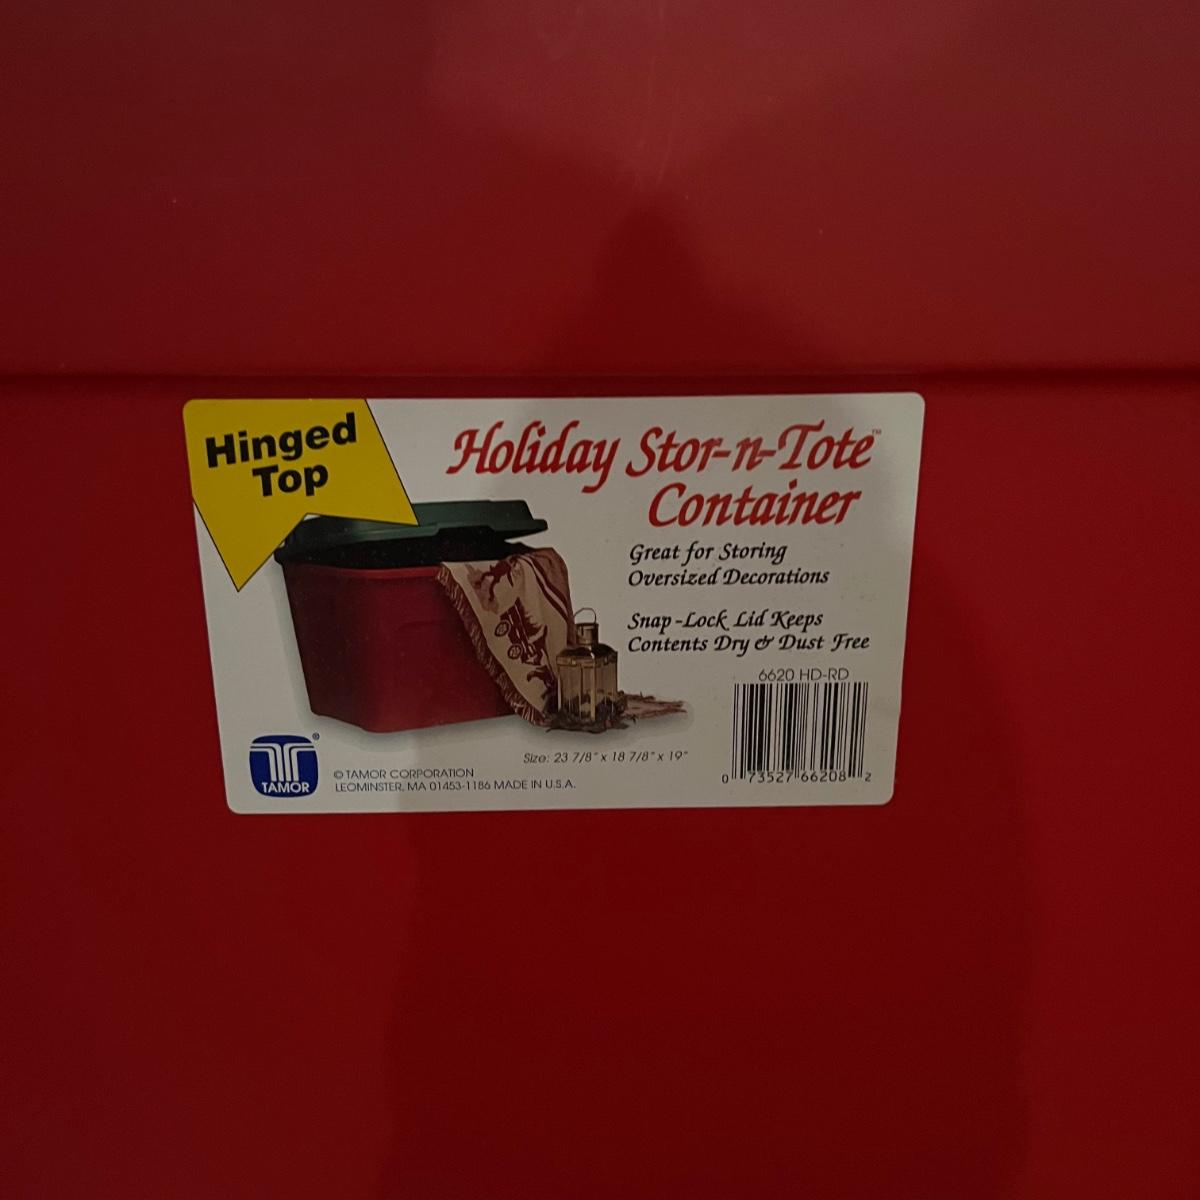 Hinged
Top
Holiday Stor-n-Tote™
Container
Great for Storing
Oversized Decorations
Snap-Lock Lid Keeps
Contents Dry & Dust Free
6620 HD-RD
0 73527 66208 2
Size: 23 7/8" x 18 7/8" x 19"
®
TAMOR
© TAMOR CORPORATION
LEOMINSTER, MA 01453-1186 MADE IN U.S.A.